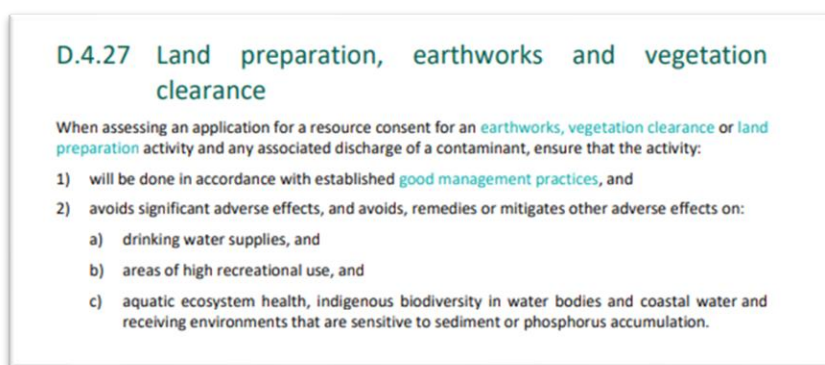 D.4.27 Land preparation, earthworks and vegetation
clearance
When assessing an application for a resource consent for an earthworks, vegetation clearance or land
preparation activity and any associated discharge of a contaminant, ensure that the activity:
1) will be done in accordance with established good management practices, and
2) avoids significant adverse effects, and avoids, remedies or mitigates other adverse effects on:
a) drinking water supplies, and
b) areas of high recreational use, and
c) aquatic ecosystem health, indigenous biodiversity in water bodies and coastal water and
receiving environments that are sensitive to sediment or phosphorus accumulation.